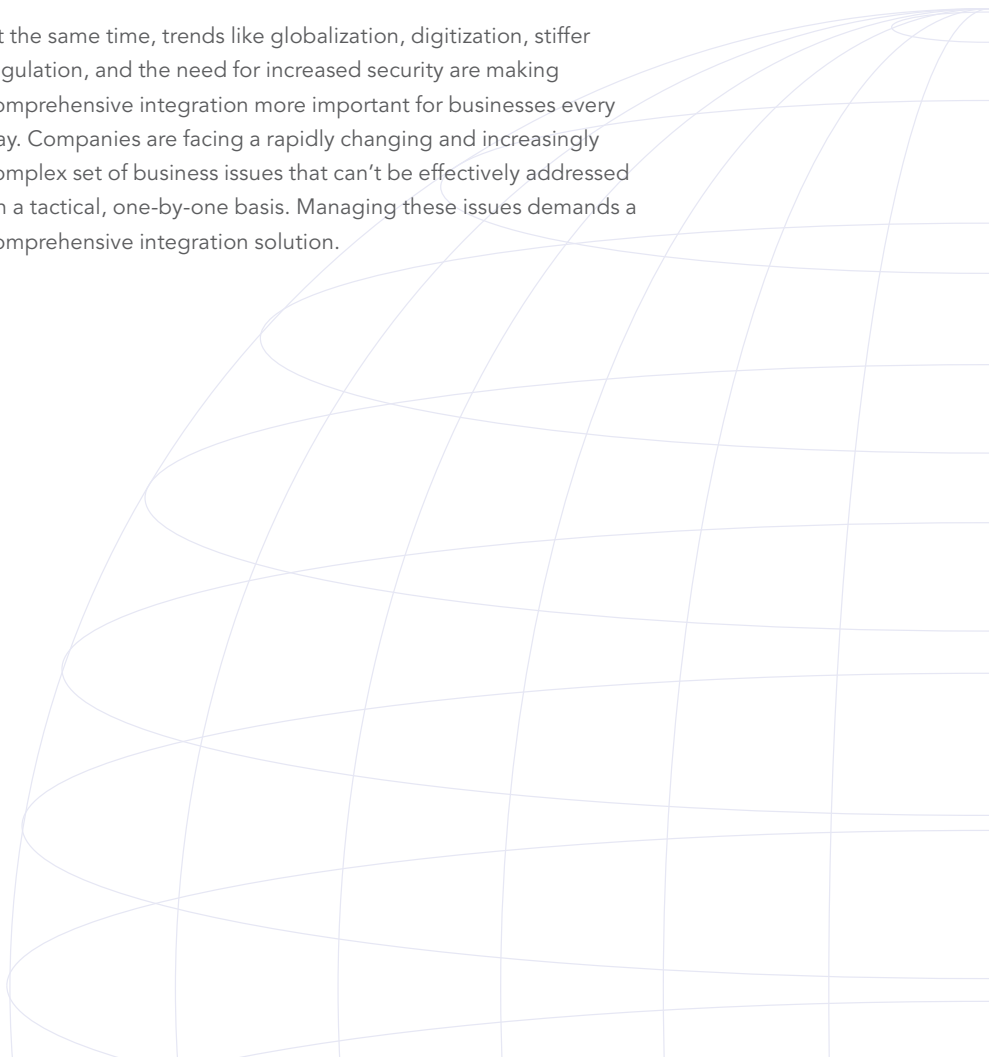 t the same time, trends like globalization, digitization, stiffer
gulation, and the need for increased security are making
omprehensive integration more important for businesses every
ay. Companies are facing a rapidly changing and increasingly
omplex set of business issues that can’t be effectively addressed
n a tactical, one-by-one basis. Managing these issues demands a
omprehensive integration solution.